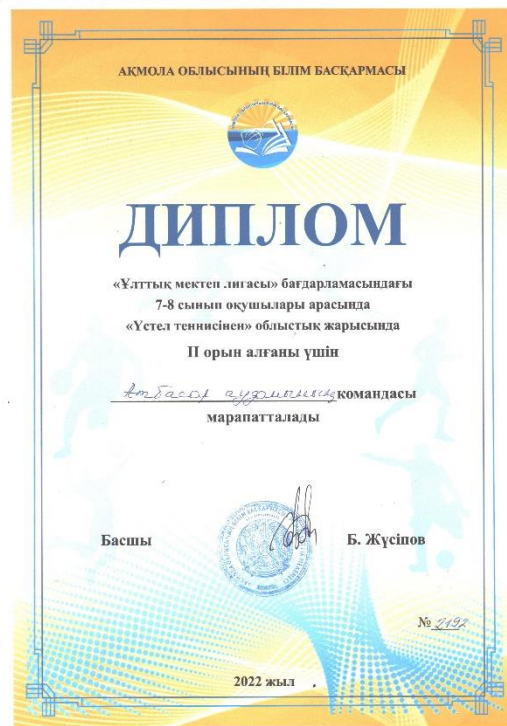 АҚМОЛА ОБЛЫСЫНЫҢ БІЛІМ БАСҚАРМАСЫ
ДИПЛОМ
«Ұлттық мектеп лигасы» бағдарламасындағы
7-8 сынып оқушылары арасында
«Үстел теннисінен» облыстық жарысында
II орын алғаны үшін
Атбасар ауданының командасы
марапатталады
Басшы
Б. Жүсіпов
№ 2192
2022 жыл